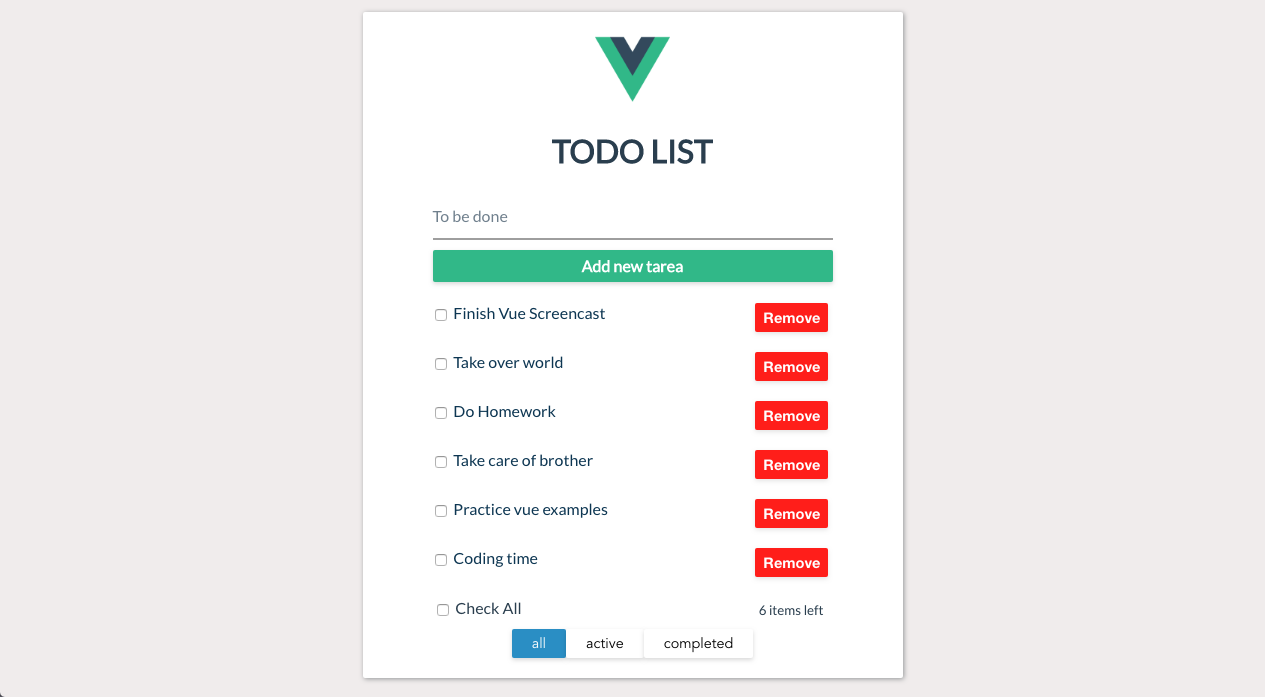 TODO LIST
To be done
Add new tarea
Finish Vue Screencast Remove
Take over world Remove
Do Homework Remove
Take care of brother Remove
Practice vue examples Remove
Coding time Remove
Check All 6 items left
all active completed